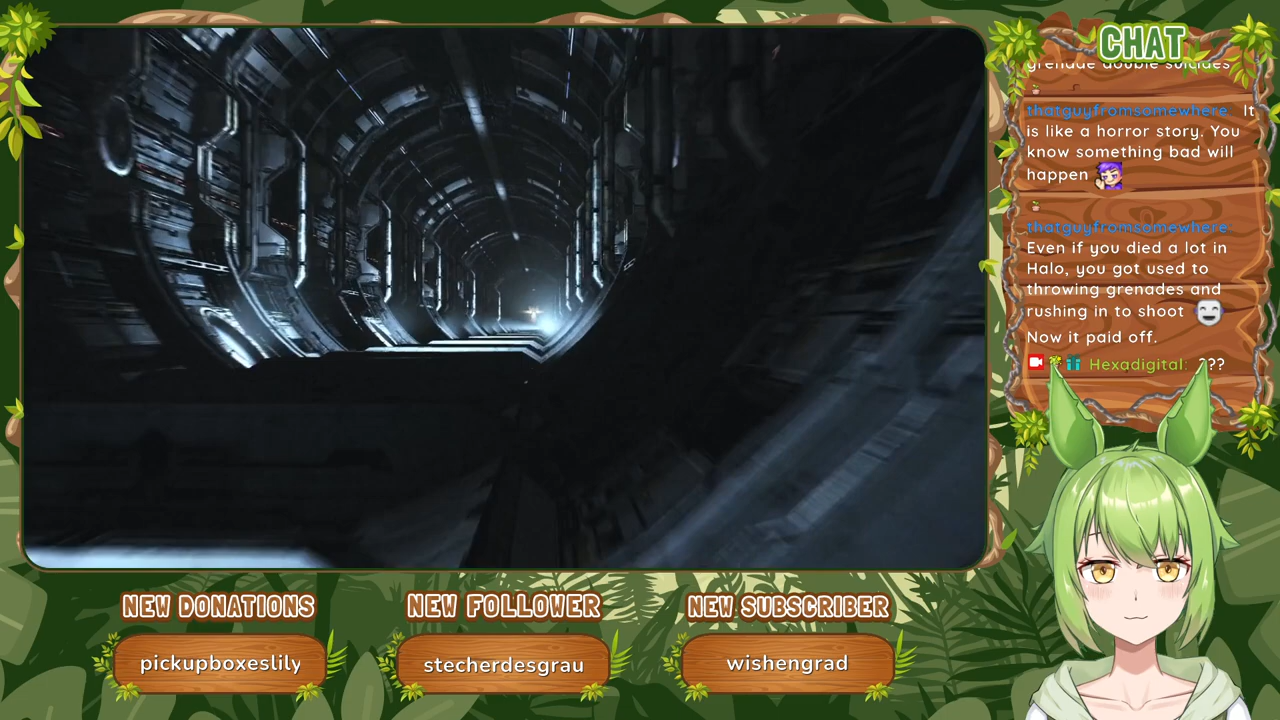 CHAT
grenade double suicides
thatguyfromsomewhere: It
is like a horror story. You
know something bad will
happen
thatguyfromsomewhere:
Even if you died a lot in
Halo, you got used to
throwing grenades and
rushing in to shoot
Now it paid off.
Hexadigital: ???
NEW DONATIONS
NEW FOLLOWER
NEW SUBSCRIBER
pickupboxeslily
stecherdesgrau
wishengrad